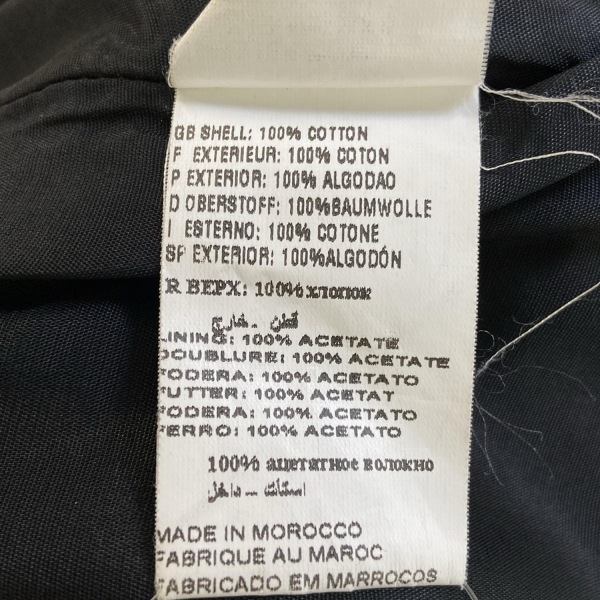 GB SHELL: 100% COTTON
F EXTERIEUR: 100% COTON
P EXTERIOR: 100% ALGODAO
D OBERSTOFF: 100%BAUMWOLLE
I ESTERNO: 100% COTONE
SP EXTERIOR: 100%ALGODÓN
R ВЕРХ: 100% хлопок
قطن - خارج
LINING: 100% ACETATE
DOUBLURE: 100% ACETATE
FODERA: 100% ACETATO
FUTTER: 100% ACETAT
FODERA: 100% ACETATO
FERRO: 100% ACETATO
100% ацетатное волокно
استات - داخل
MADE IN MOROCCO
FABRIQUE AU MAROC
FABRICADO EM MARROCOS